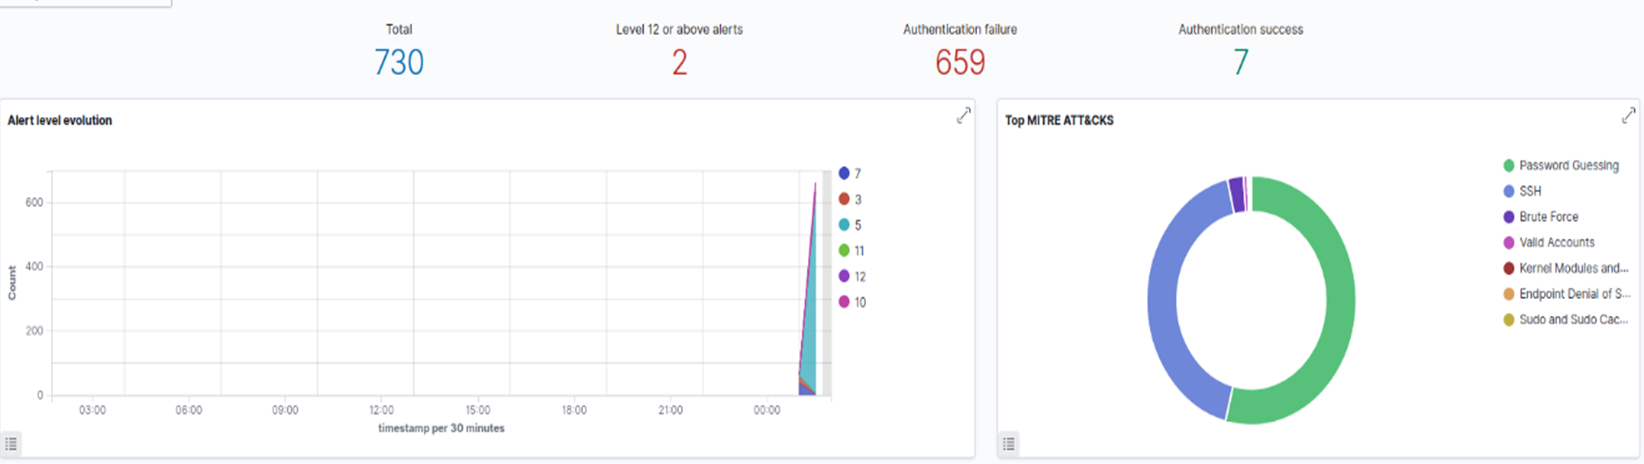 Total
730
Level 12 or above alerts
2
Authentication failure
659
Authentication success
7
Alert level evolution
Count
600
400
200
0
03:00 06:00 09:00 12:00 15:00 18:00 21:00 00:00
timestamp per 30 minutes
7
3
5
11
12
10
Top MITRE ATT&CKS
Password Guessing
SSH
Brute Force
Valid Accounts
Kernel Modules and...
Endpoint Denial of S...
Sudo and Sudo Cac...